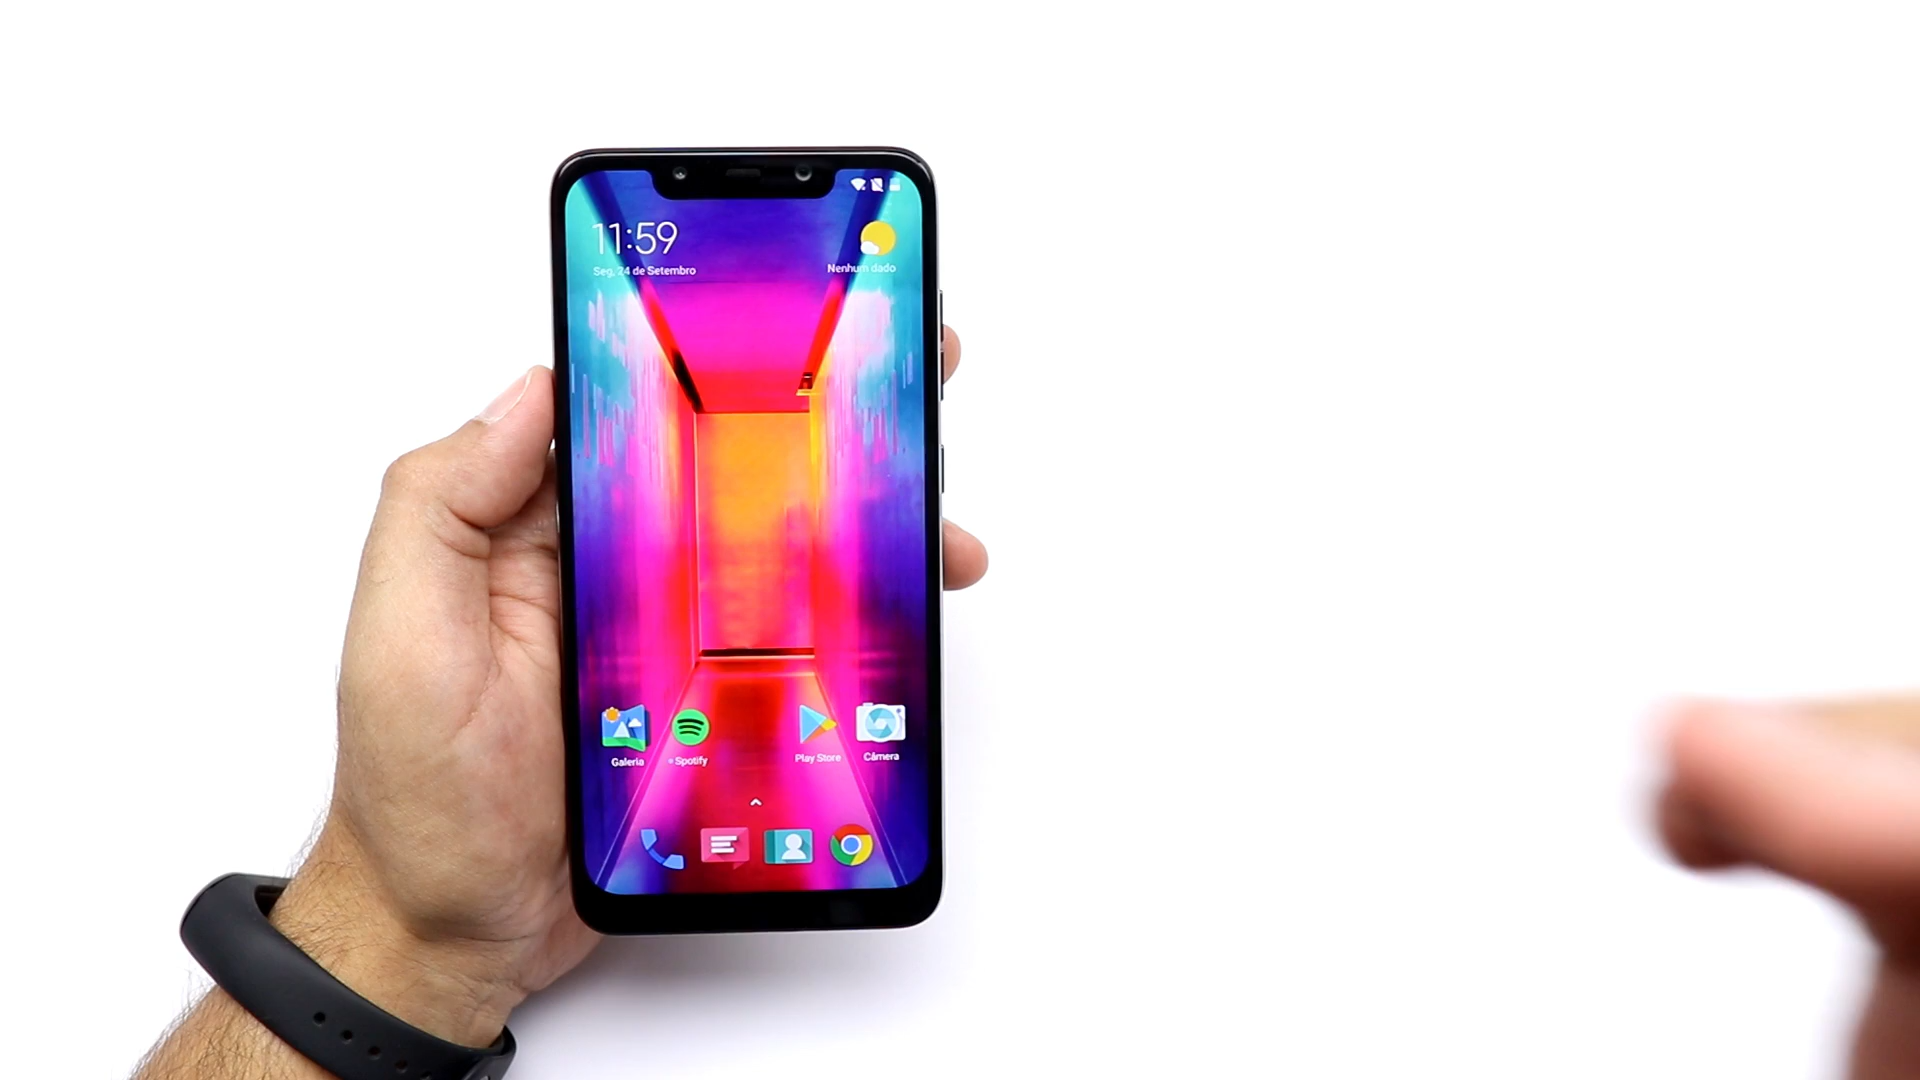 11:59
Seg, 24 de Setembro
Nenhum dado
Galeria
Spotify
Play Store
Câmera